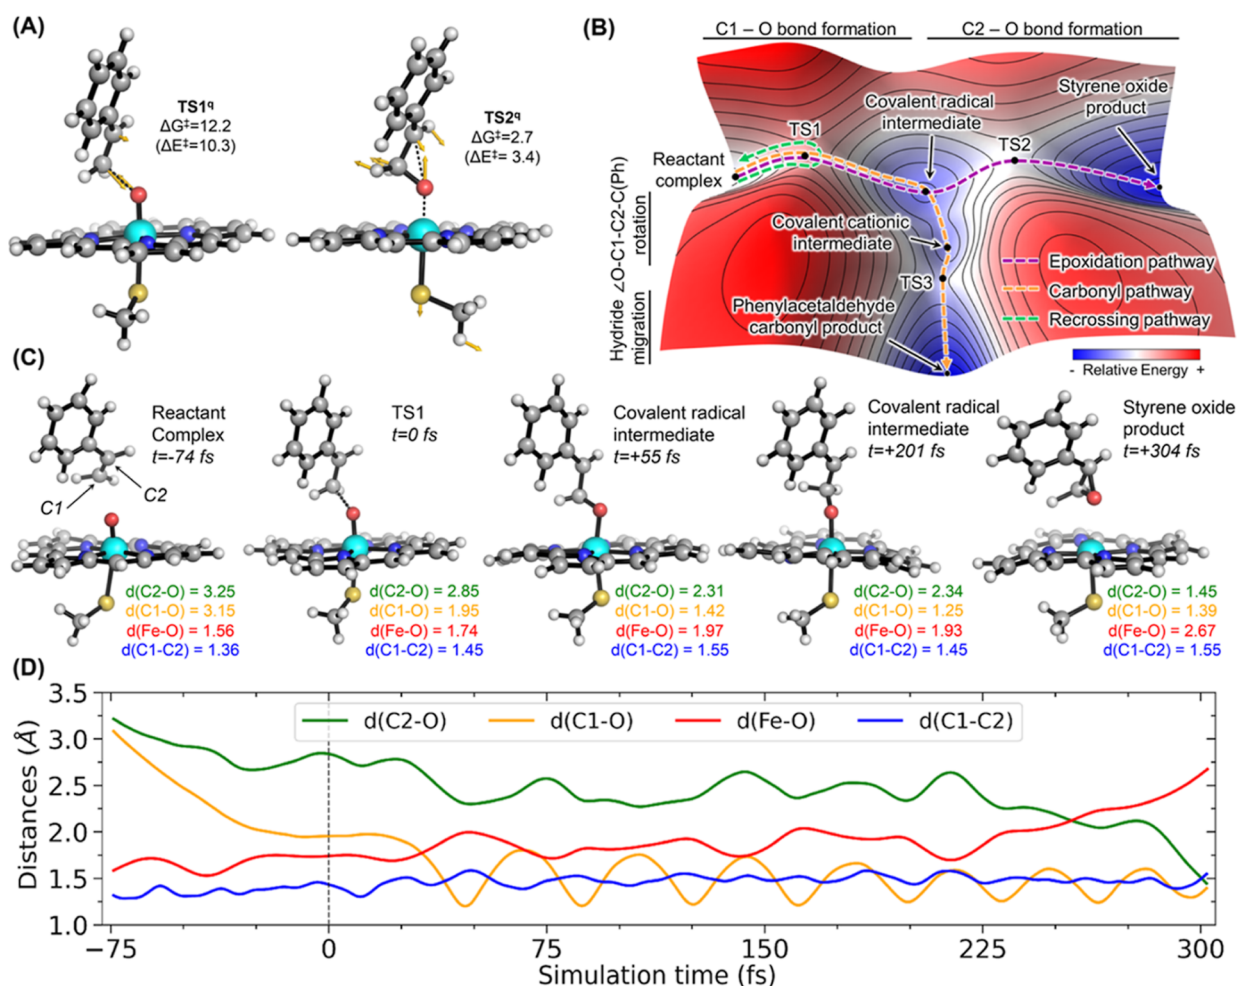 (A)
TS1q
ΔG‡=12.2
(ΔE‡=10.3)
TS2q
ΔG‡=2.7
(ΔE‡= 3.4)
(B)
C1 – O bond formation
C2 – O bond formation
Styrene oxide
product
Covalent radical
intermediate
TS1
TS2
Reactant
complex
Covalent cationic
intermediate
TS3
Phenylacetaldehyde
carbonyl product
Hydride ∠O-C1-C2-C(Ph)
migration rotation
Epoxidation pathway
Carbonyl pathway
Recrossing pathway
- Relative Energy +
(C)
Reactant
Complex
t=-74 fs
C1
C2
d(C2-O) = 3.25
d(C1-O) = 3.15
d(Fe-O) = 1.56
d(C1-C2) = 1.36
TS1
t=0 fs
d(C2-O) = 2.85
d(C1-O) = 1.95
d(Fe-O) = 1.74
d(C1-C2) = 1.45
Covalent radical
intermediate
t=+55 fs
d(C2-O) = 2.31
d(C1-O) = 1.42
d(Fe-O) = 1.97
d(C1-C2) = 1.55
Covalent radical
intermediate
t=+201 fs
d(C2-O) = 2.34
d(C1-O) = 1.25
d(Fe-O) = 1.93
d(C1-C2) = 1.45
Styrene oxide
product
t=+304 fs
d(C2-O) = 1.45
d(C1-O) = 1.39
d(Fe-O) = 2.67
d(C1-C2) = 1.55
(D)
d(C2-O) d(C1-O) d(Fe-O) d(C1-C2)
Distances (Å)
3.5
3.0
2.5
2.0
1.5
1.0
−75 0 75 150 225 300
Simulation time (fs)